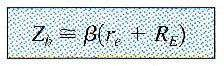 Z_b ≅ β(r_e + R_E)